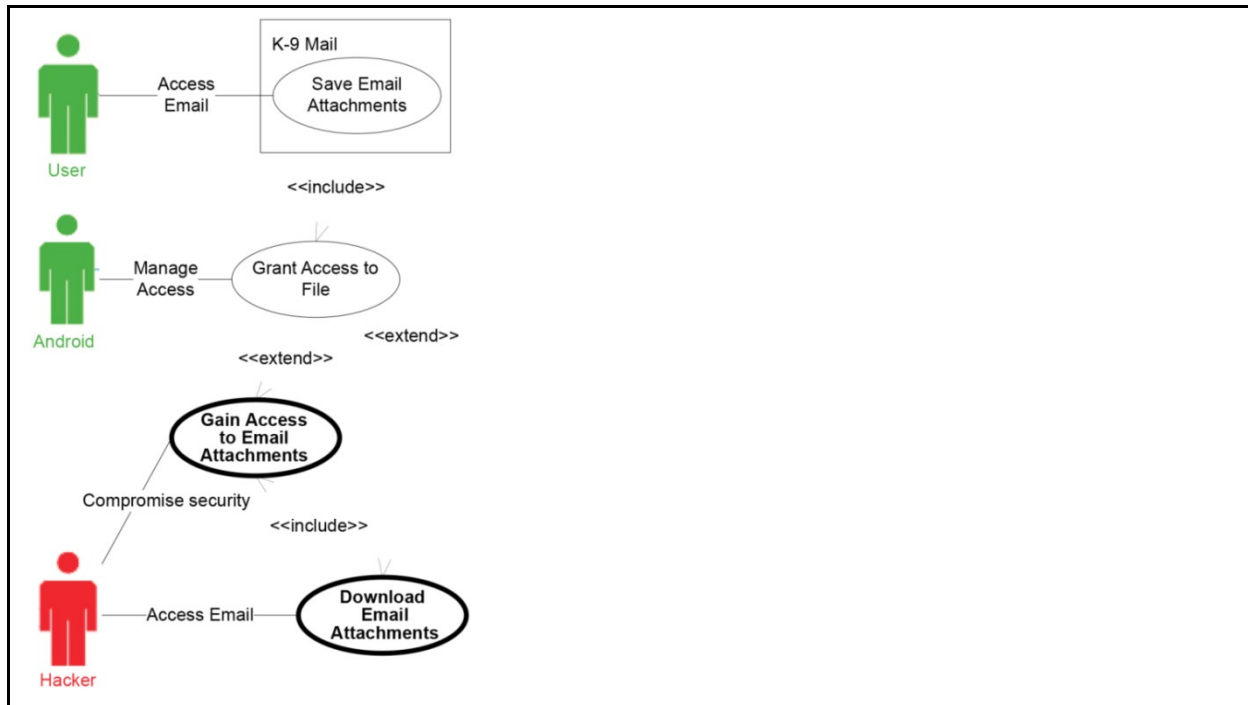 K-9 Mail
Access
Email
Save Email
Attachments
User
<<include>>
Manage
Access
Grant Access to
File
Android
<<extend>>
<<extend>>
Gain Access
to Email
Attachments
Compromise security
<<include>>
Access Email
Download
Email
Attachments
Hacker